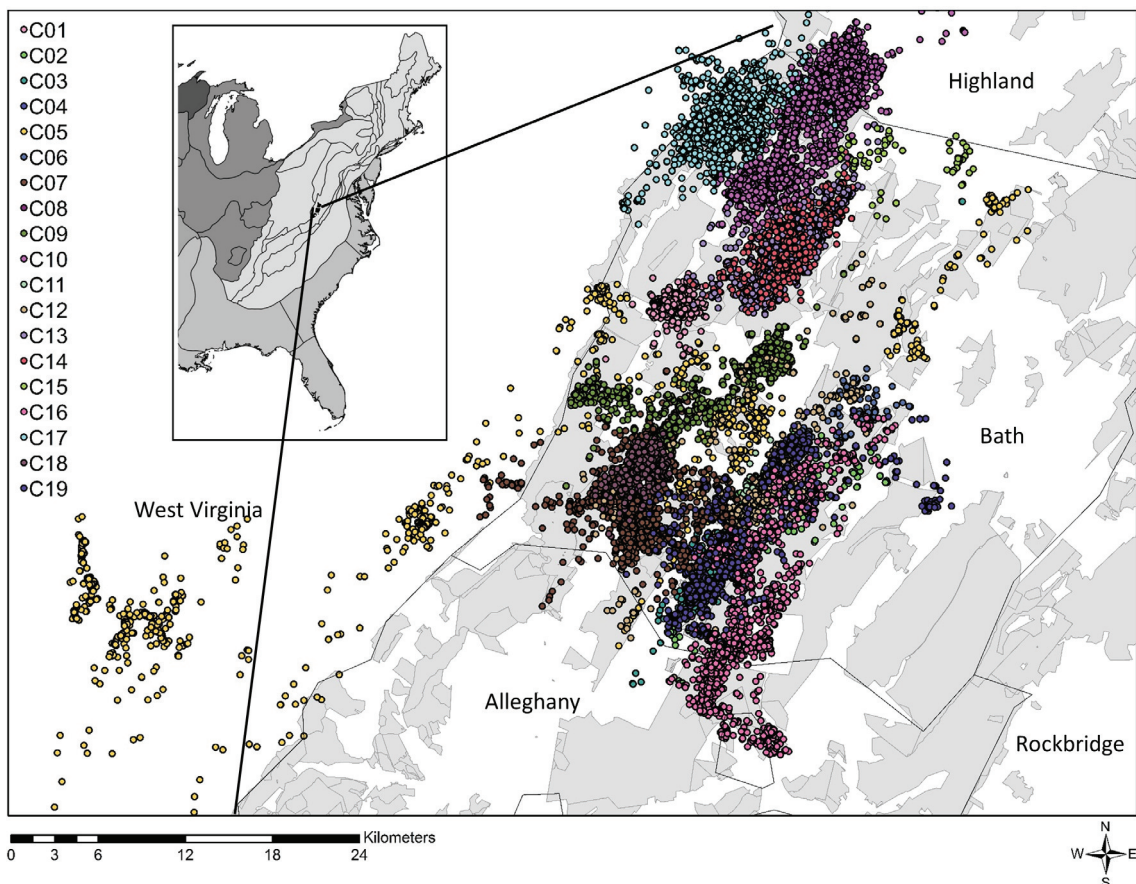 C01
C02
C03
C04
C05
C06
C07
C08
C09
C10
C11
C12
C13
C14
C15
C16
C17
C18
C19
Highland
Bath
West Virginia
Alleghany
Rockbridge
Kilometers
0 3 6 12 18 24
N
W E
S